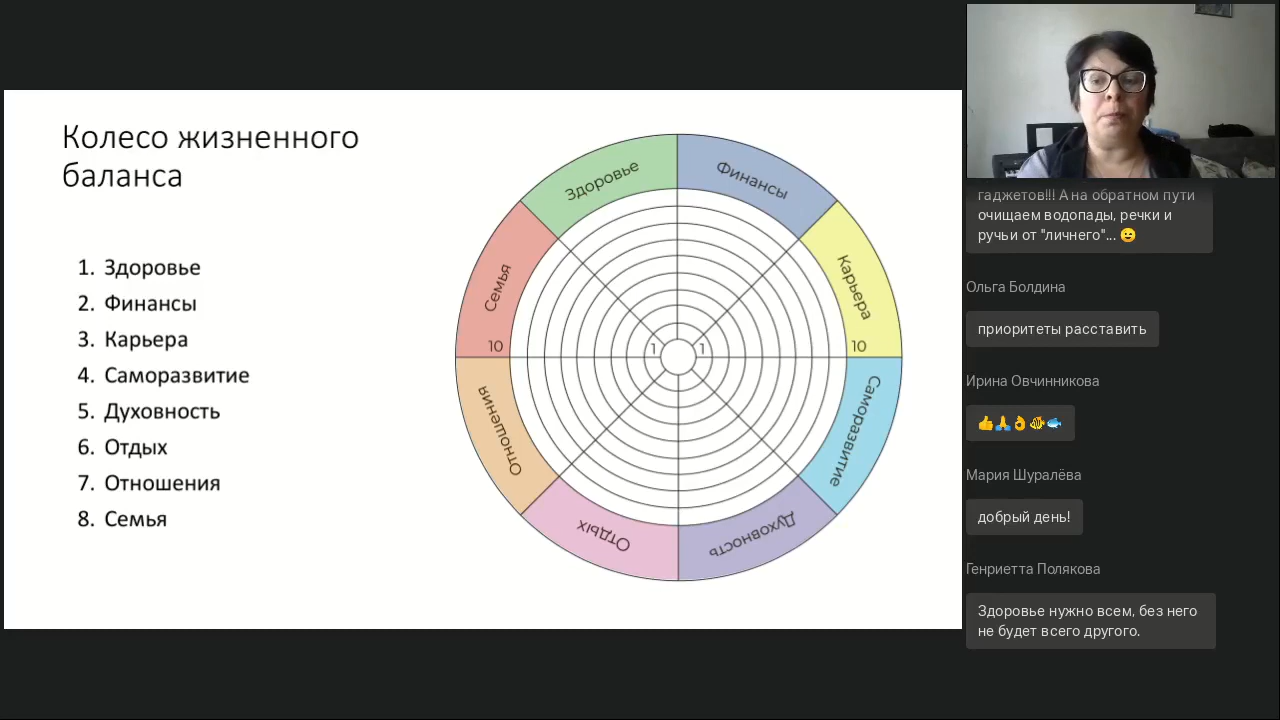 Колесо жизненного
баланса
1. Здоровье
2. Финансы
3. Карьера
4. Саморазвитие
5. Духовность
6. Отдых
7. Отношения
8. Семья
Здоровье
Финансы
Карьера
Саморазвитие
Духовность
Отдых
Отношения
Семья
10
1
1
10
гаджетов!!! А на обратном пути
очищаем водопады, речки и
ручьи от "личнего"... 😉
Ольга Болдина
приоритеты расставить
Ирина Овчинникова
👍🙏👌🐠🐟
Мария Шуралёва
добрый день!
Генриетта Полякова
Здоровье нужно всем, без него
не будет всего другого.